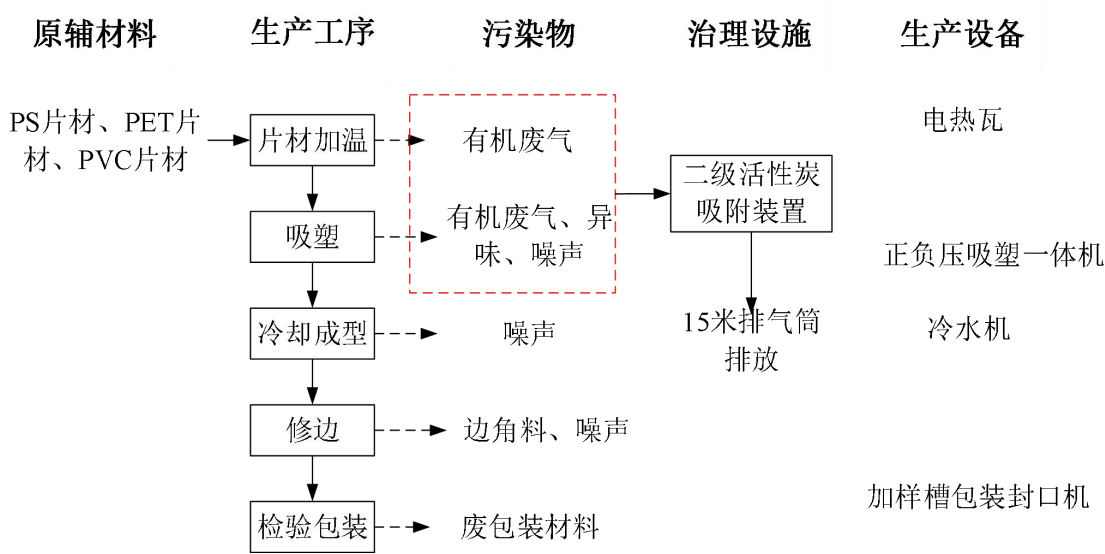 原辅材料 生产工序 污染物 治理设施 生产设备
PS片材、PET片
材、PVC片材
片材加温
有机废气
电热瓦
二级活性炭
吸附装置
吸塑
有机废气、异
味、噪声
正负压吸塑一体机
冷却成型
噪声
15米排气筒
排放
冷水机
修边
边角料、噪声
加样槽包装封口机
检验包装
废包装材料